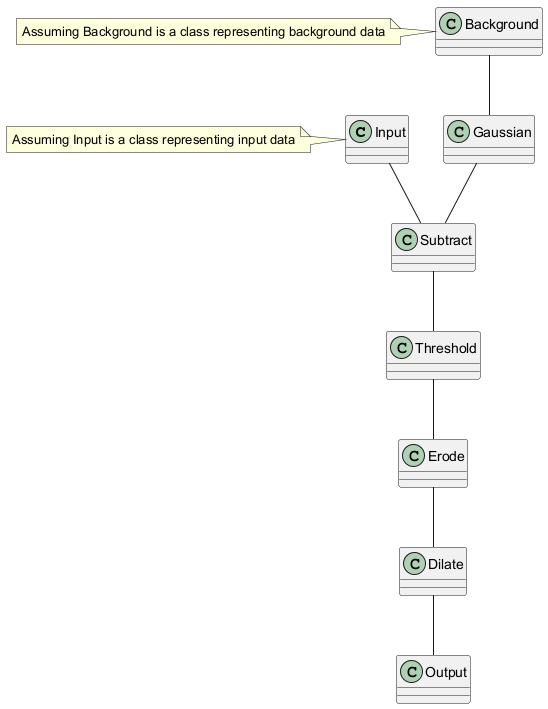 Assuming Background is a class representing background data
C Background
Assuming Input is a class representing input data
C Input
C Gaussian
C Subtract
C Threshold
C Erode
C Dilate
C Output